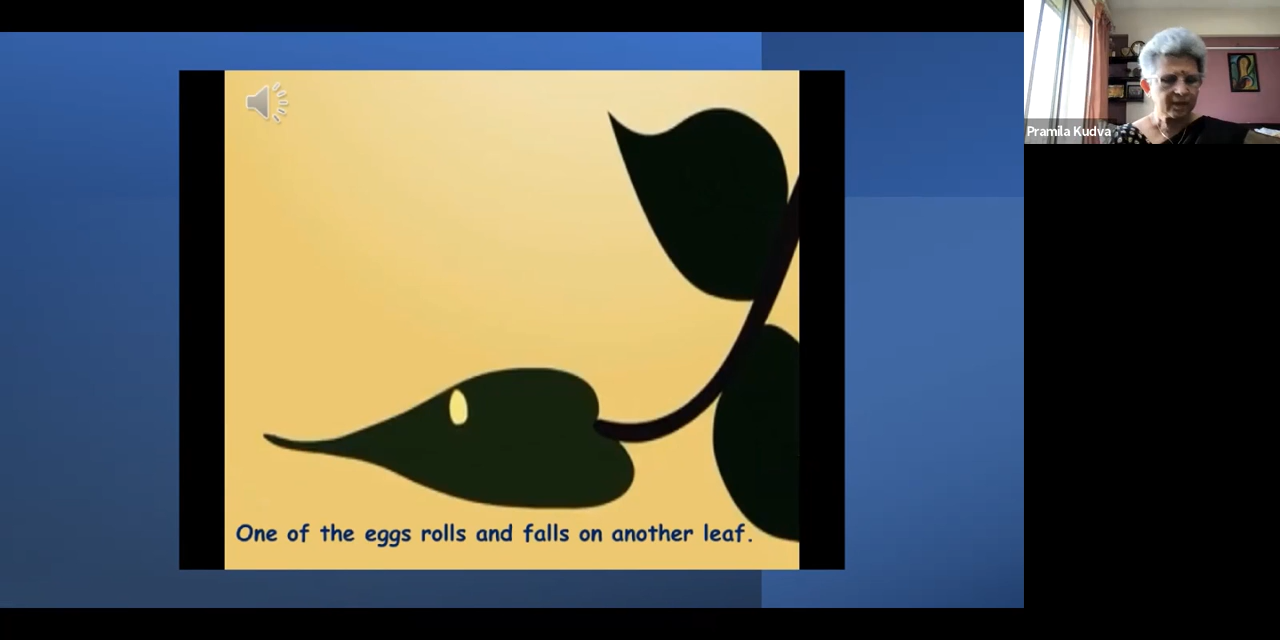 Pramila Kudva
One of the eggs rolls and falls on another leaf.